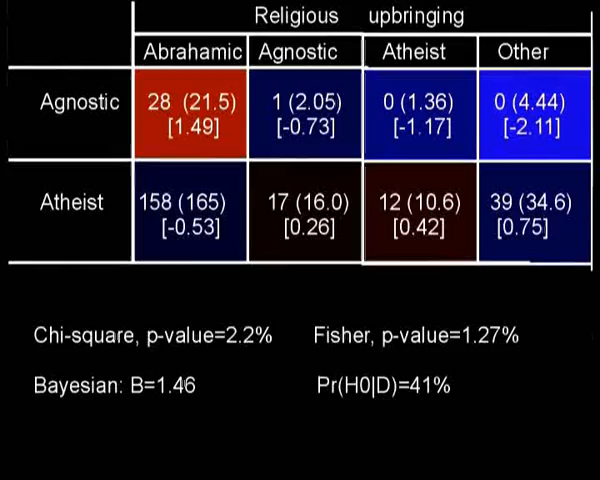 Religious upbringing
Abrahamic Agnostic Atheist Other
Agnostic 28 (21.5) 1 (2.05) 0 (1.36) 0 (4.44)
[1.49] [-0.73] [-1.17] [-2.11]
Atheist 158 (165) 17 (16.0) 12 (10.6) 39 (34.6)
[-0.53] [0.26] [0.42] [0.75]
Chi-square, p-value=2.2% Fisher, p-value=1.27%
Bayesian: B=1.46 Pr(H0|D)=41%